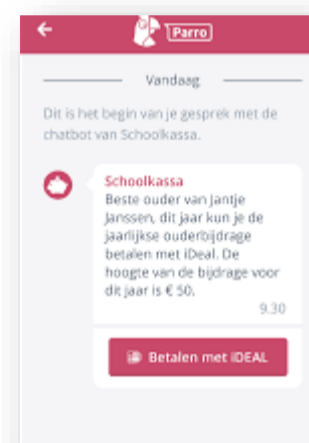 Parro
Vandaag
Dit is het begin van je gesprek met de
chatbot van Schoolkassa.
Schoolkassa
Beste ouder van Jantje
Janssen, dit jaar kun je de
jaarlijkse ouderbijdrage
betalen met iDeal. De
hoogte van de bijdrage voor
dit jaar is € 50.
9.30
Betalen met iDEAL